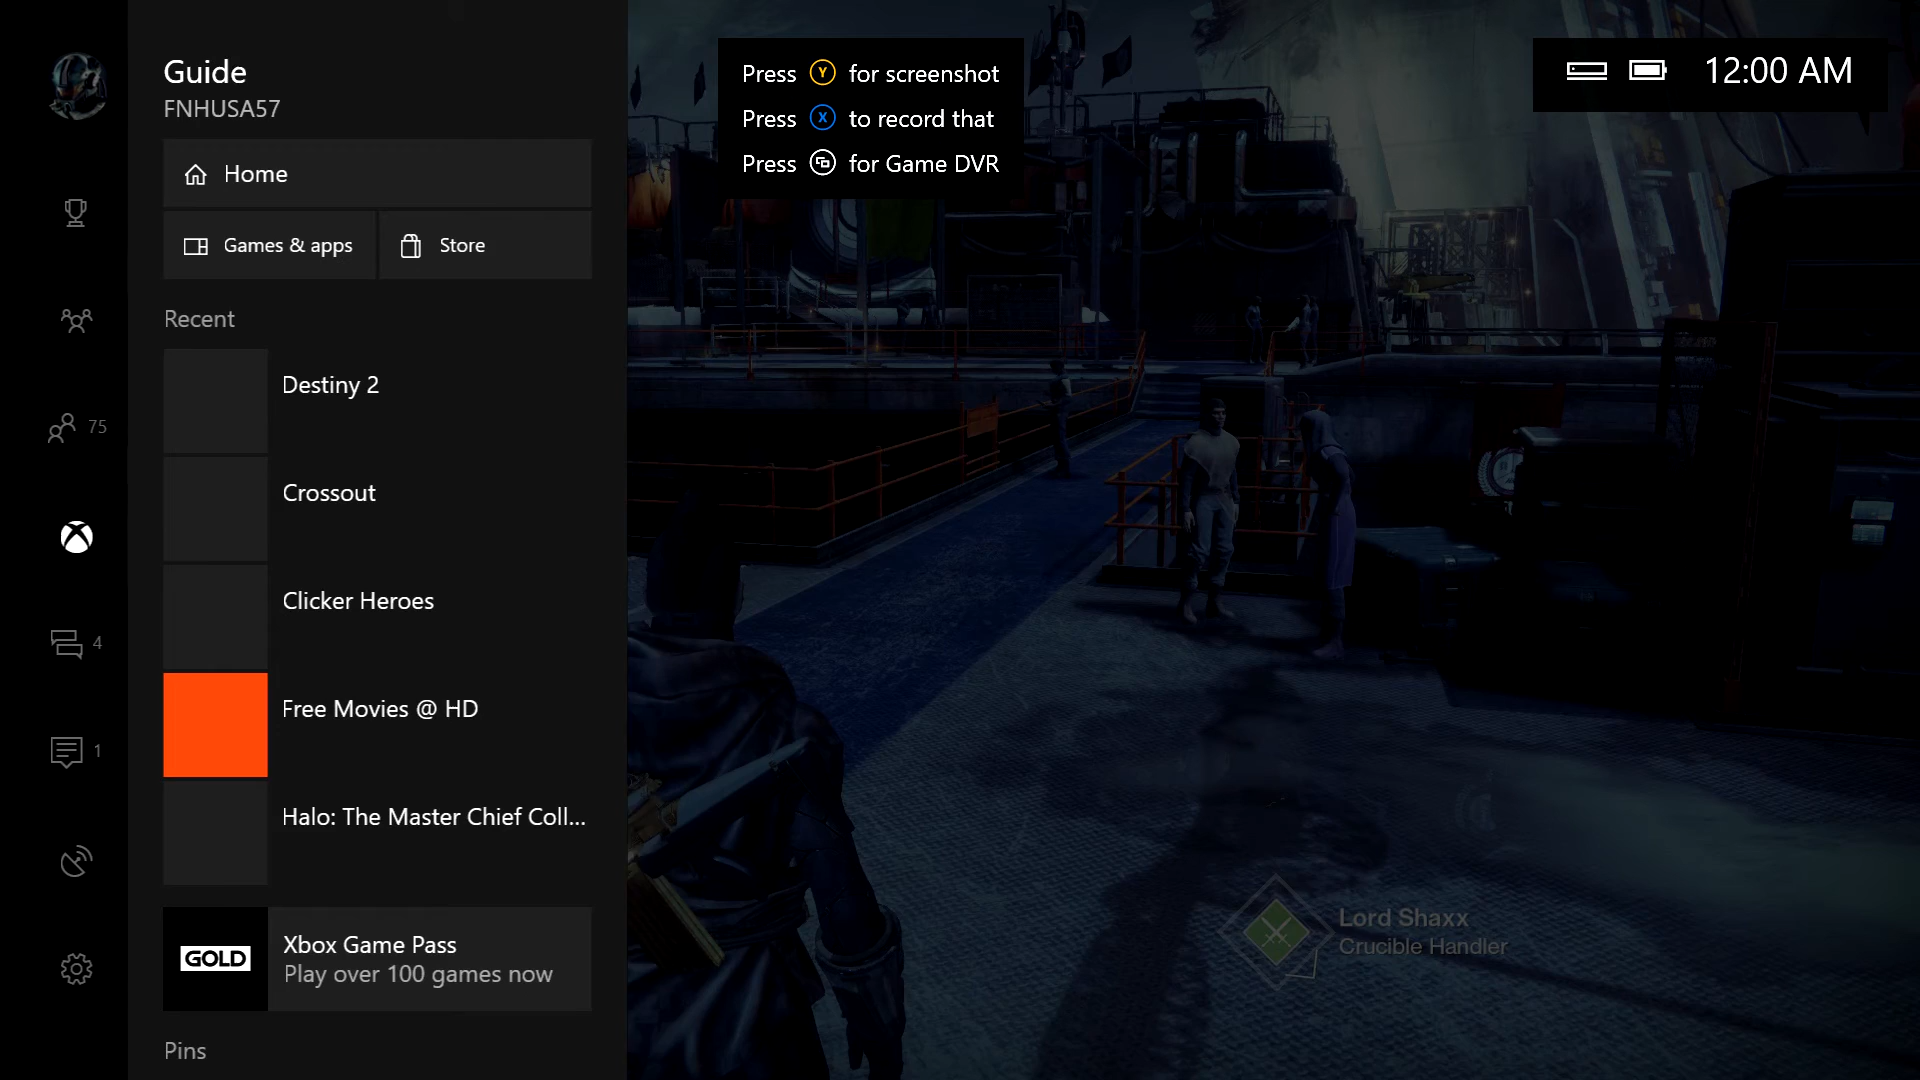 Guide
FNHUSA57
Home
Games & apps
Store
Recent
Destiny 2
Crossout
Clicker Heroes
Free Movies @ HD
Halo: The Master Chief Coll...
GOLD
Xbox Game Pass
Play over 100 games now
Pins
75
4
1
Press Y for screenshot
Press X to record that
Press for Game DVR
12:00 AM
Lord Shaxx
Crucible Handler